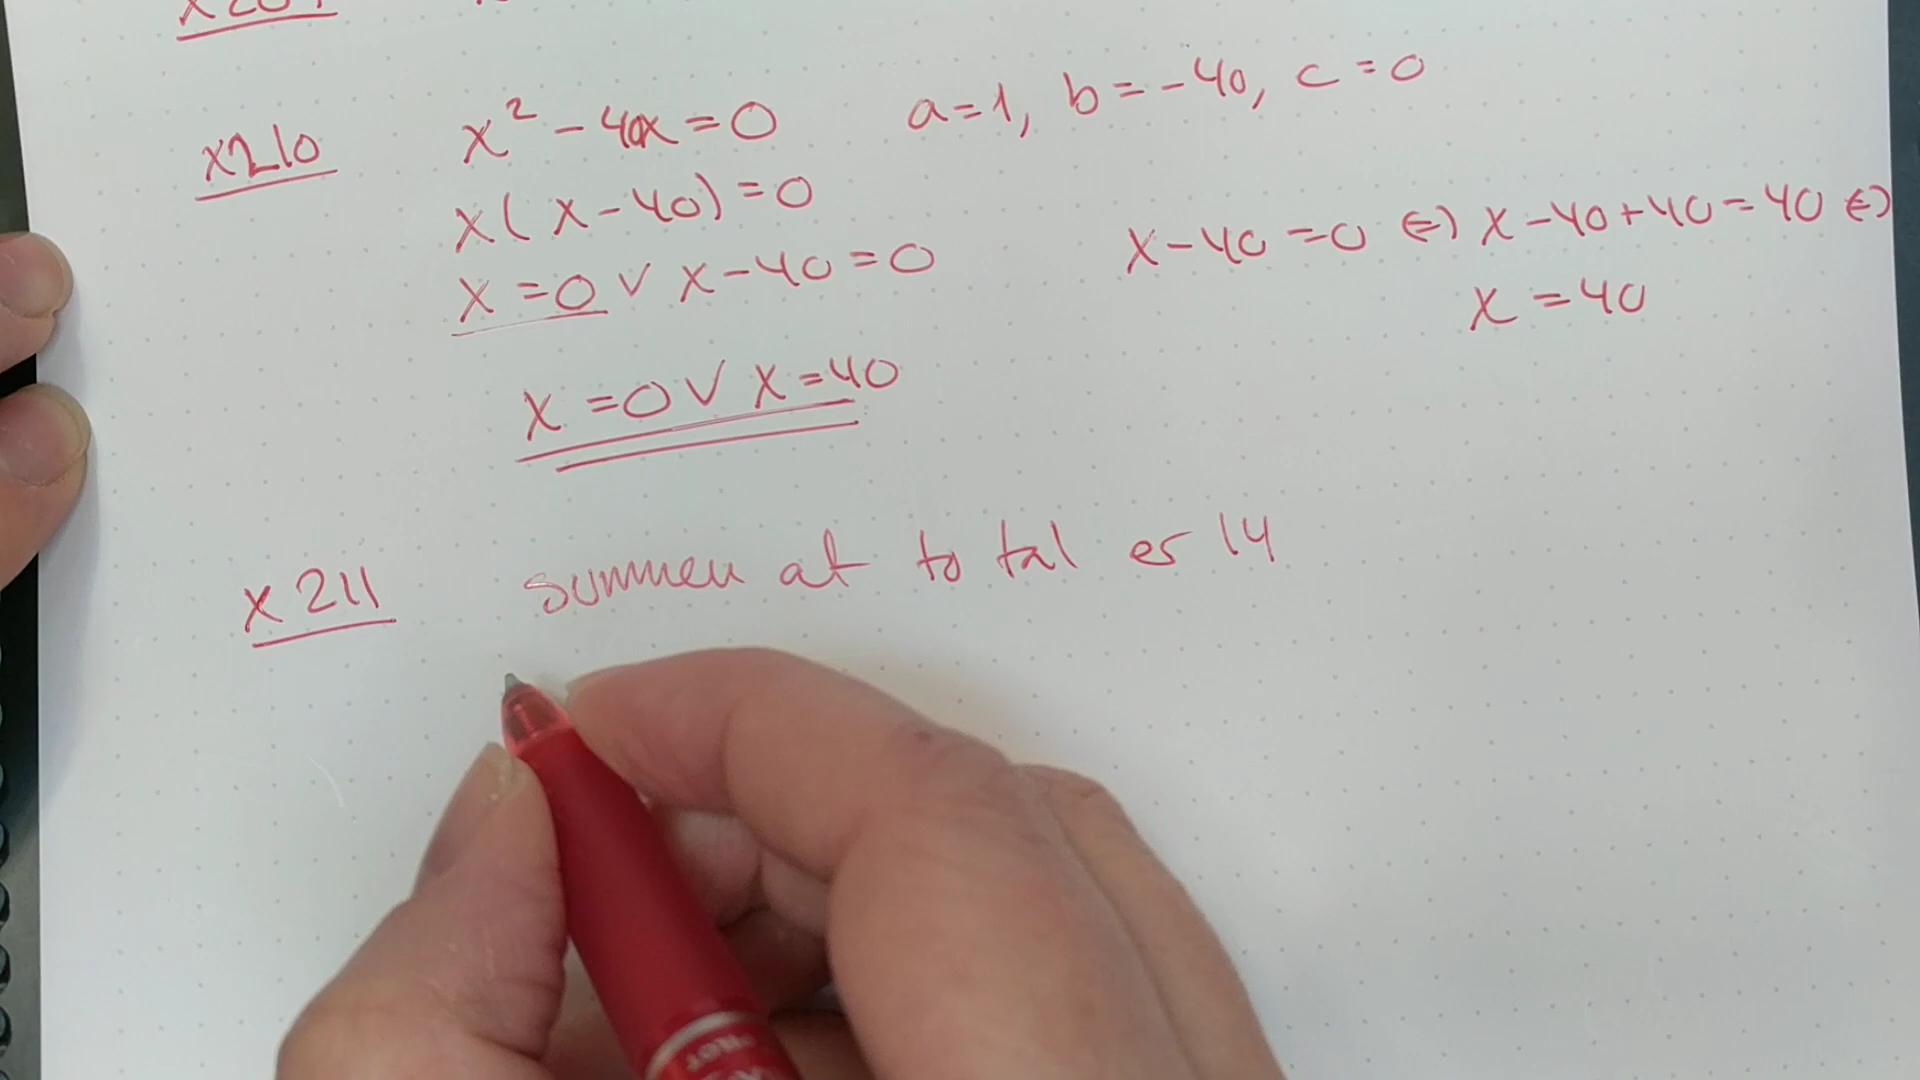 x210 x² - 40x = 0 a=1, b=-40, c=0
x(x-40) = 0
x = 0 ∨ x-40 = 0 x-40 = 0 ⇔ x-40+40 = 40 ⇔
x = 40
x = 0 ∨ x = 40
x211 summen af to tal er 14
PILOT